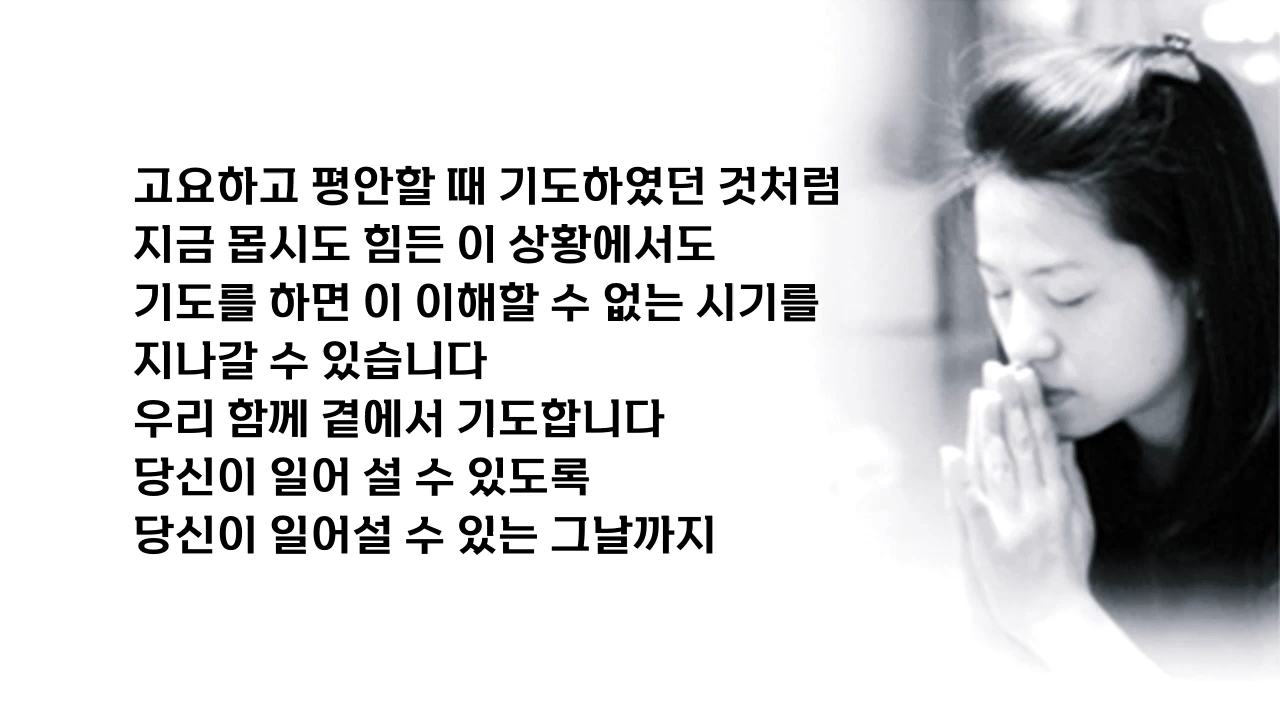 고요하고 평안할 때 기도하였던 것처럼
지금 몹시도 힘든 이 상황에서도
기도를 하면 이 이해할 수 없는 시기를
지나갈 수 있습니다
우리 함께 곁에서 기도합니다
당신이 일어 설 수 있도록
당신이 일어설 수 있는 그날까지